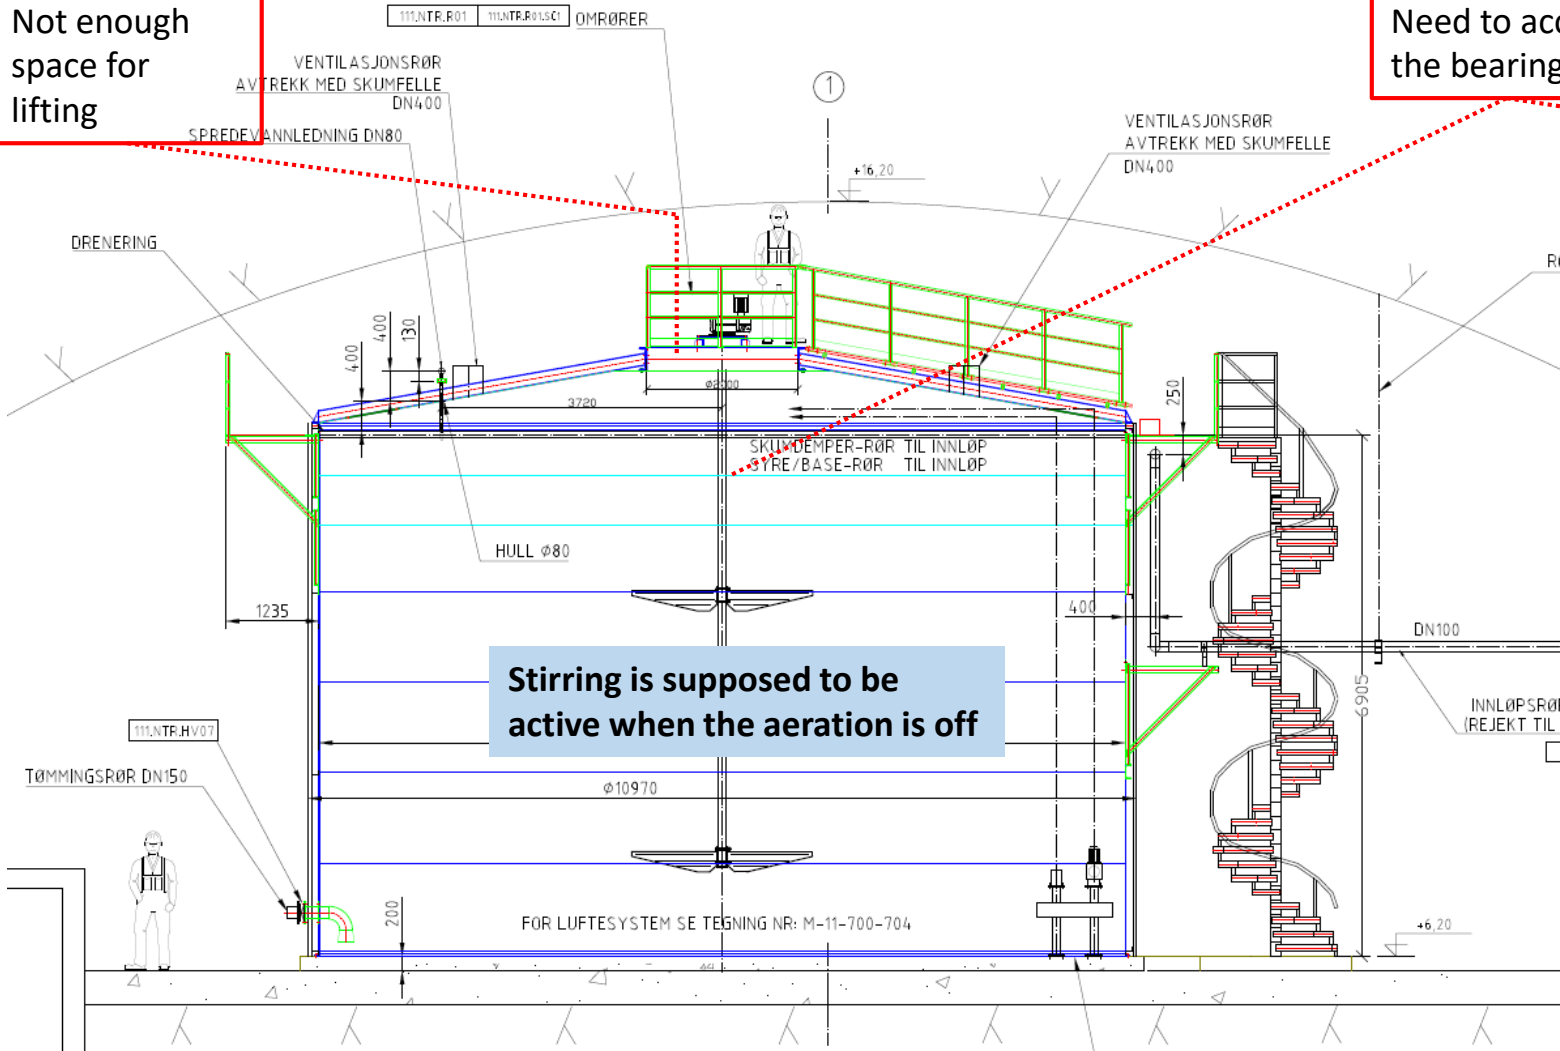 Not enough
space for
lifting
111.NTR.R01
111.NTR.R01.SC1
OMRØRER
Need to acc
the bearing
VENTILASJONSRØR
AVTREKK MED SKUMFELLE
DN400
SPREDEVANNLEDNING DN80
1
VENTILASJONSRØR
AVTREKK MED SKUMFELLE
DN400
+16,20
DRENERING
400
130
400
Ø2000
3720
250
SKUMDEMPER-RØR TIL INNLØP
SYRE/BASE-RØR TIL INNLØP
HULL Ø80
1235
400
DN100
6905
Stirring is supposed to be
active when the aeration is off
INNLØPSRØ
(REJEKT TIL
111.NTR.HV07
TØMMINGSRØR DN150
Ø10970
200
FOR LUFTESYSTEM SE TEGNING NR: M-11-700-704
+6,20